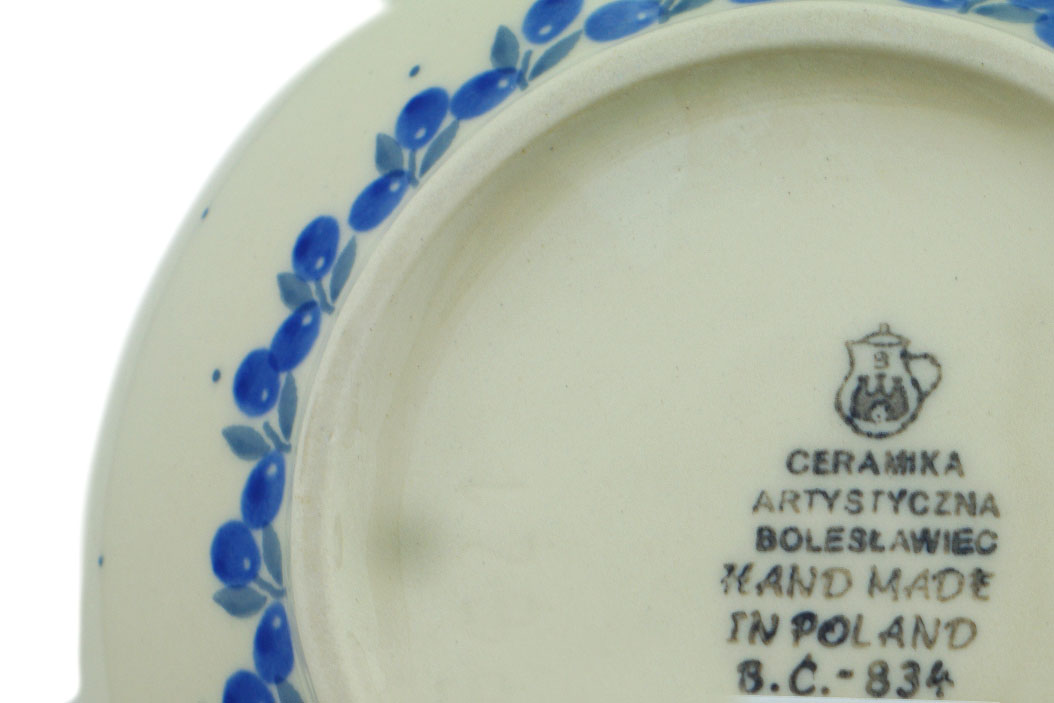 B
CERAMIKA
ARTYSTYCZNA
BOLESŁAWIEC
HAND MADE
IN POLAND
B.C.-834